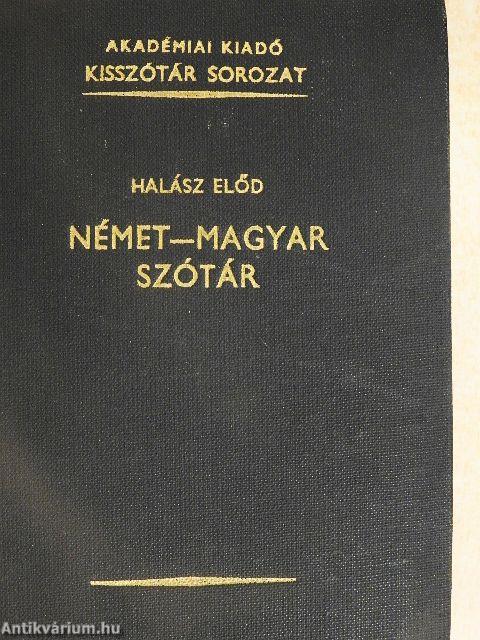 AKADÉMIAI KIADÓ
KISSZÓTÁR SOROZAT
HALÁSZ ELŐD
NÉMET—MAGYAR
SZÓTÁR
Antikvárium.hu